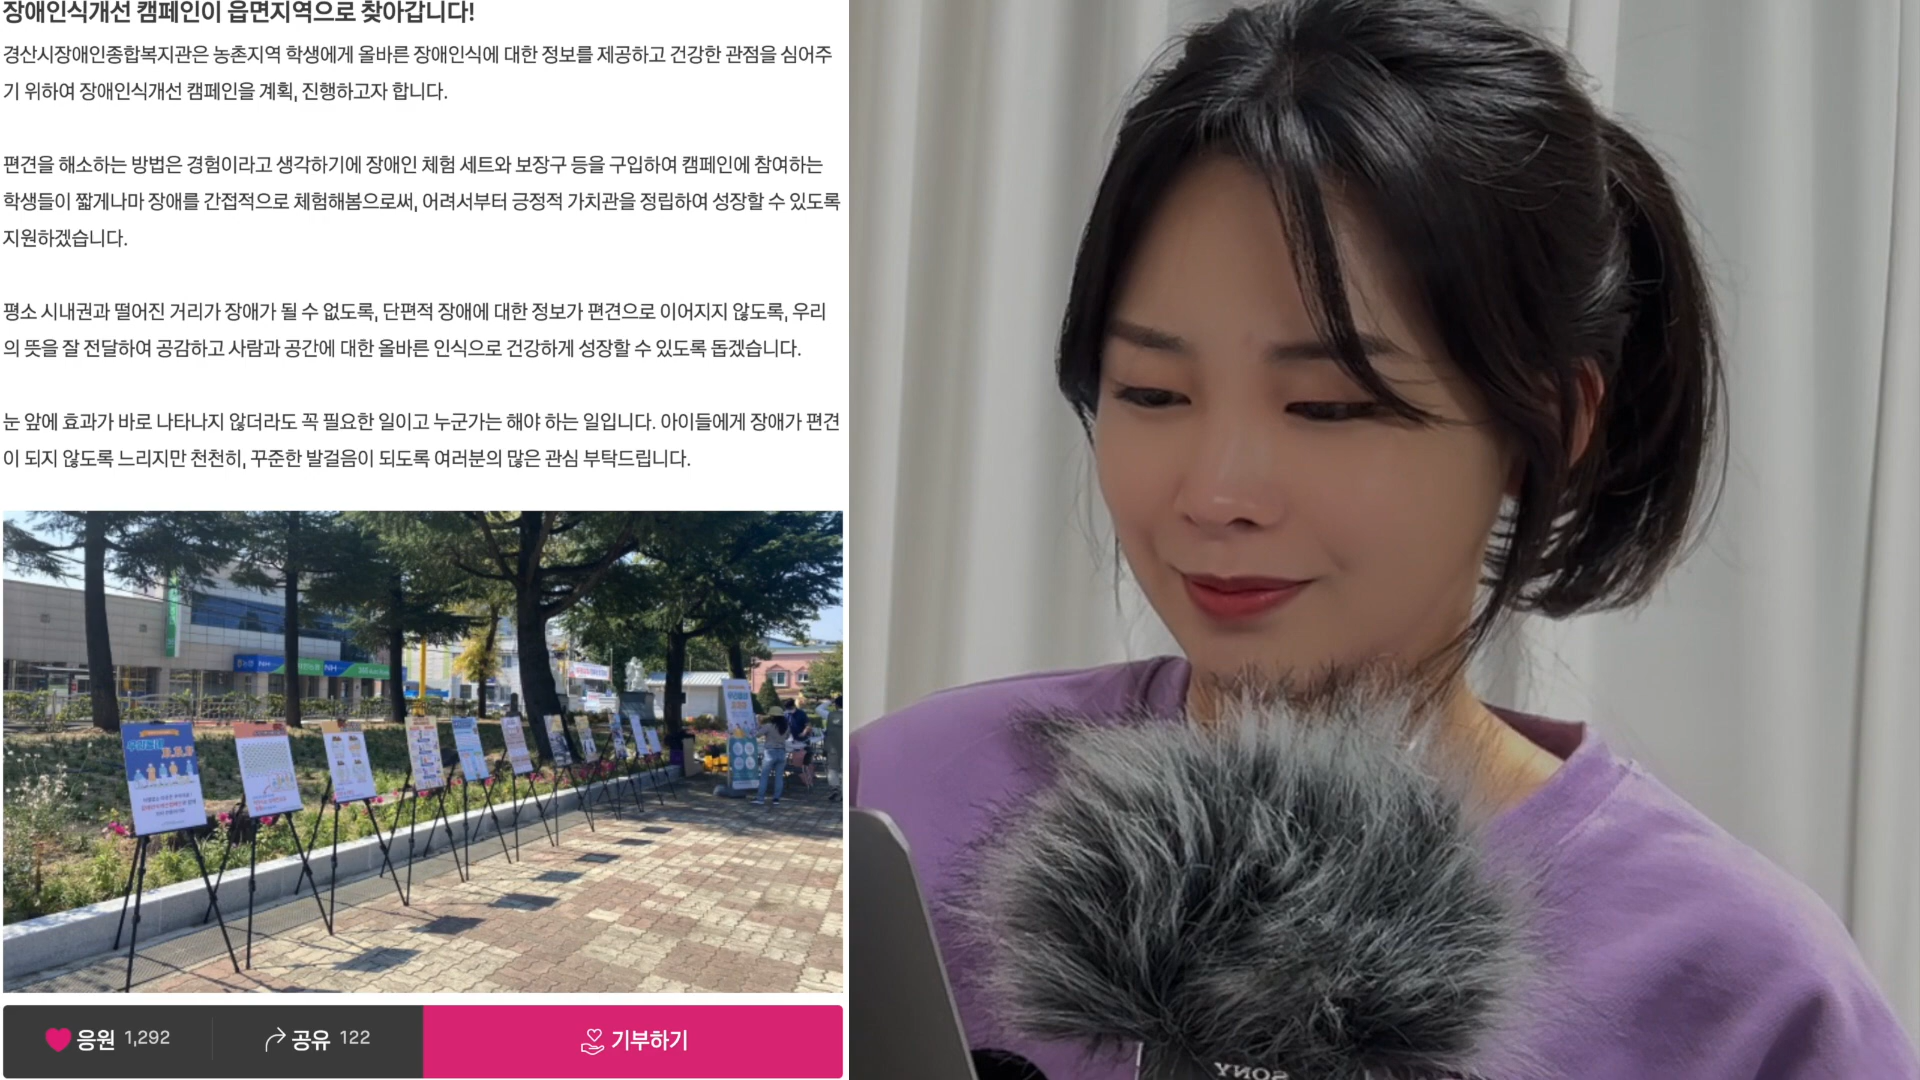 장애인식개선 캠페인이 읍면지역으로 찾아갑니다!
경산시장애인종합복지관은 농촌지역 학생에게 올바른 장애인식에 대한 정보를 제공하고 건강한 관점을 심어주
기 위하여 장애인식개선 캠페인을 계획, 진행하고자 합니다.
편견을 해소하는 방법은 경험이라고 생각하기에 장애인 체험 세트와 보장구 등을 구입하여 캠페인에 참여하는
학생들이 짧게나마 장애를 간접적으로 체험해봄으로써, 어려서부터 긍정적 가치관을 정립하여 성장할 수 있도록
지원하겠습니다.
평소 시내권과 떨어진 거리가 장애가 될 수 없도록, 단편적 장애에 대한 정보가 편견으로 이어지지 않도록, 우리
의 뜻을 잘 전달하여 공감하고 사람과 공간에 대한 올바른 인식으로 건강하게 성장할 수 있도록 돕겠습니다.
눈 앞에 효과가 바로 나타나지 않더라도 꼭 필요한 일이고 누군가는 해야 하는 일입니다. 아이들에게 장애가 편견
이 되지 않도록 느리지만 천천히, 꾸준한 발걸음이 되도록 여러분의 많은 관심 부탁드립니다.
NH
NH
응원 1,292
공유 122
기부하기
SONY